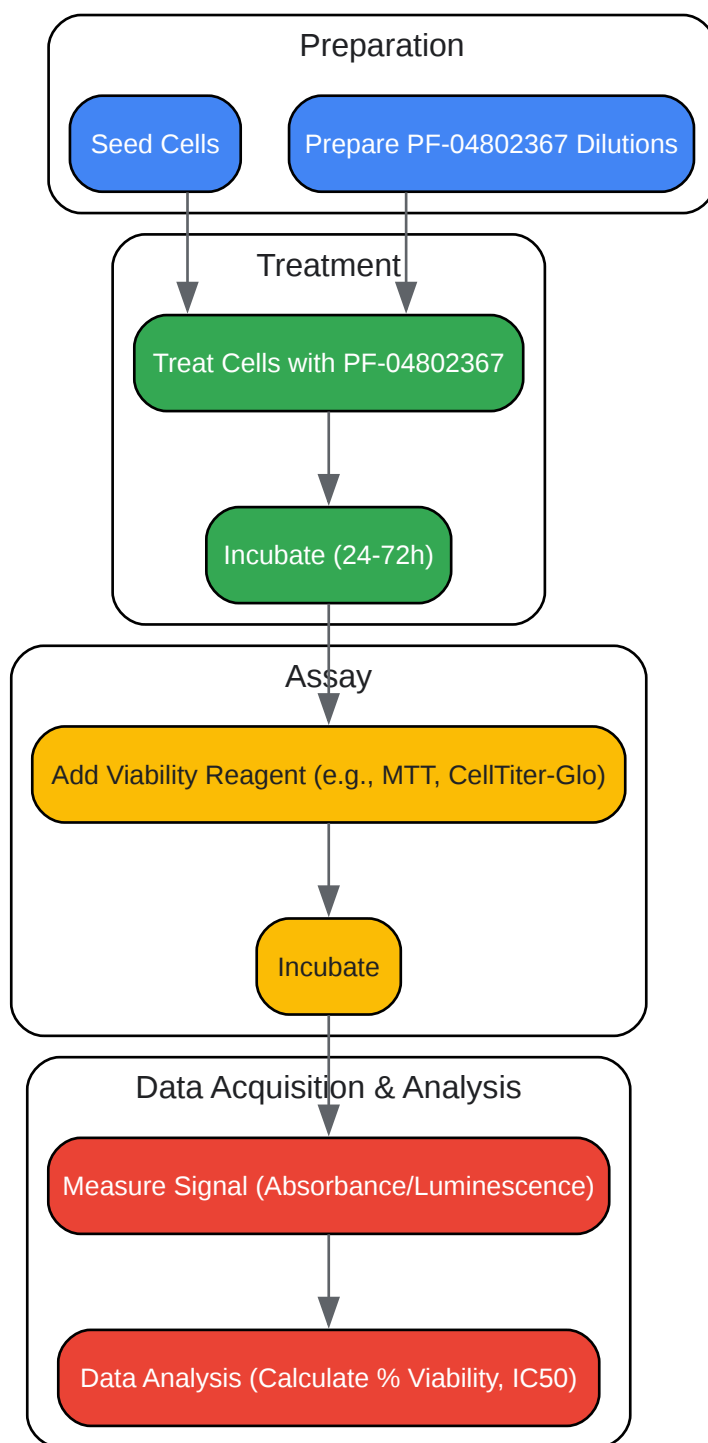 Preparation
Seed Cells
Prepare PF-04802367 Dilutions
Treatment
Treat Cells with PF-04802367
Incubate (24-72h)
Assay
Add Viability Reagent (e.g., MTT, CellTiter-Glo)
Incubate
Data Acquisition & Analysis
Measure Signal (Absorbance/Luminescence)
Data Analysis (Calculate % Viability, IC50)